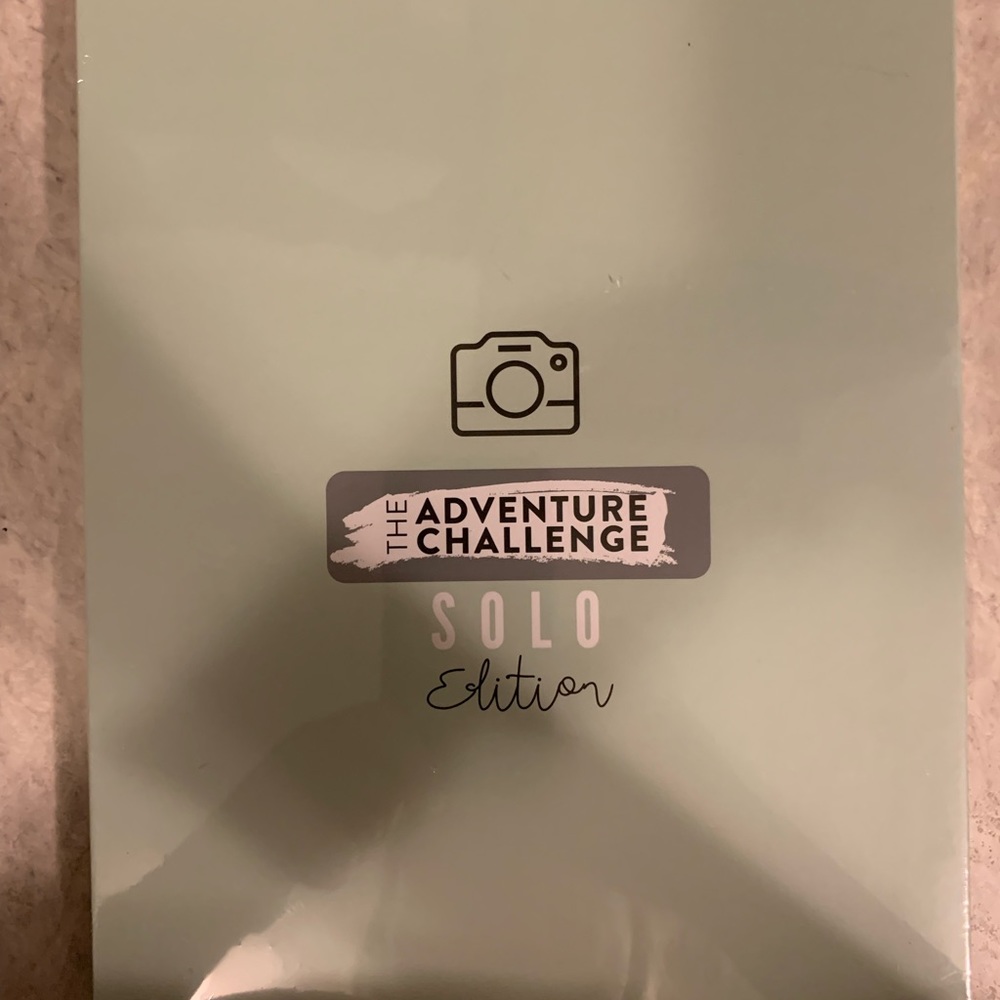 THE ADVENTURE
CHALLENGE
SOLO
Edition